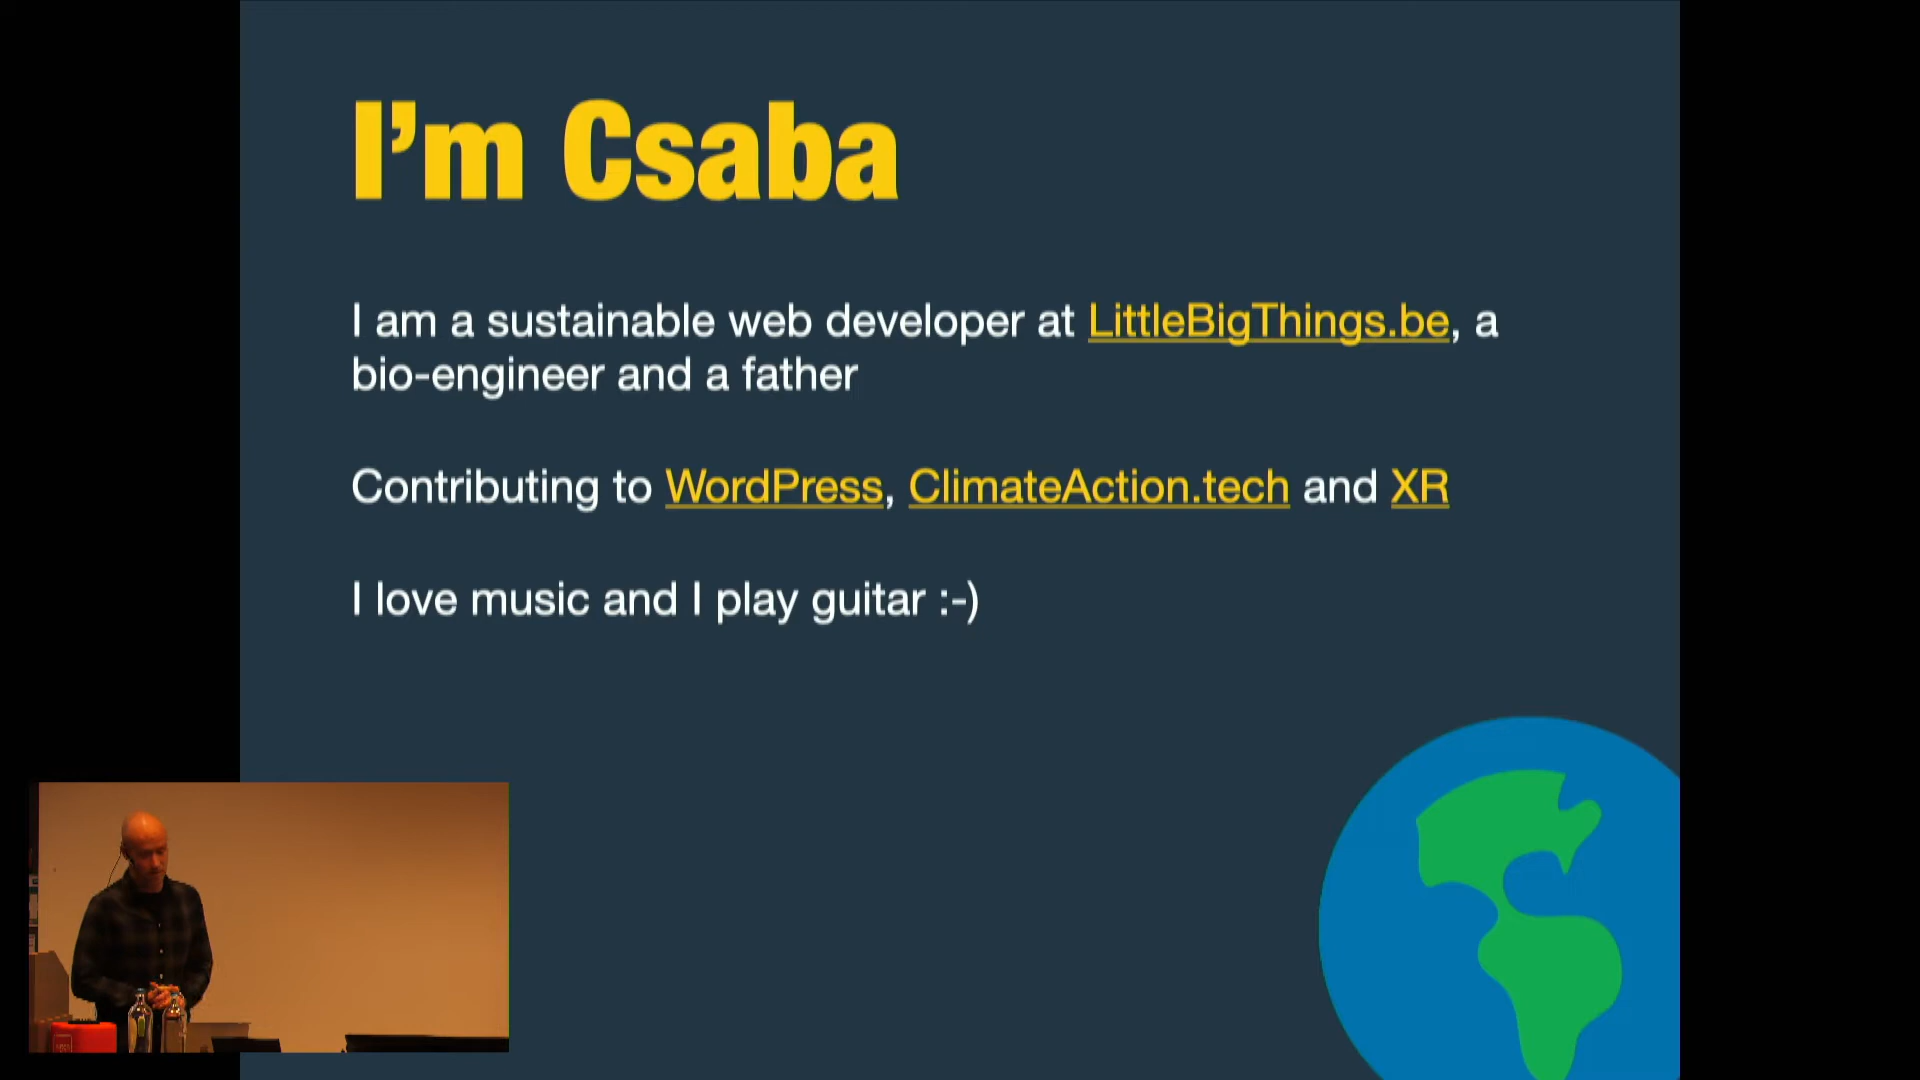 I’m Csaba
I am a sustainable web developer at LittleBigThings.be, a
bio-engineer and a father
Contributing to WordPress, ClimateAction.tech and XR
I love music and I play guitar :-)